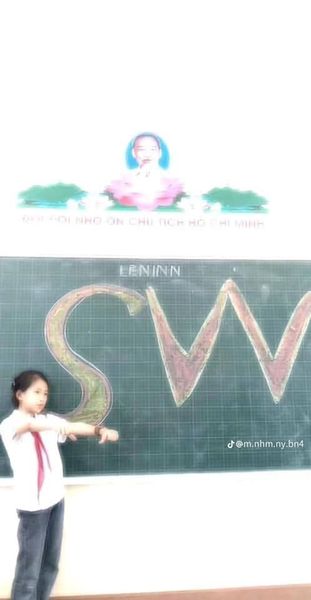 ĐỜI ĐỜI NHỚ ƠN CHỦ TỊCH HỒ CHÍ MINH
LENINN
SW
@m.nhm.ny.bn4